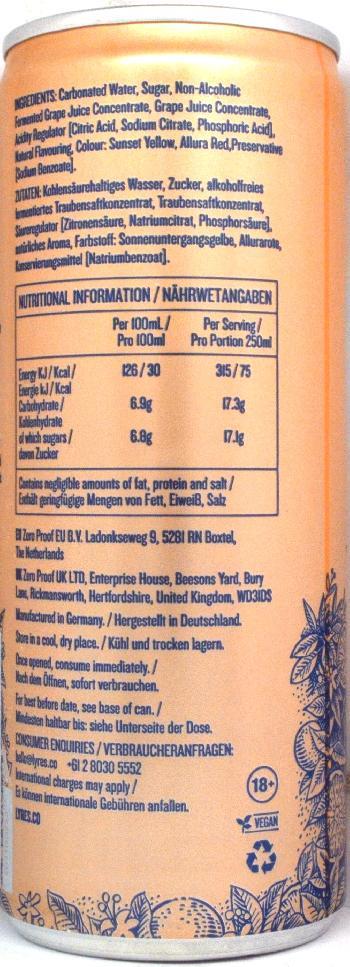 INGREDIENTS: Carbonated Water, Sugar, Non-Alcoholic
Fermented Grape Juice Concentrate, Grape Juice Concentrate,
Acidity Regulator [Citric Acid, Sodium Citrate, Phosphoric Acid],
Natural Flavouring, Colour: Sunset Yellow, Allura Red,Preservative
[Sodium Benzoate].
ZUTATEN: Kohlensäurehaltiges Wasser, Zucker, alkoholfreies
fermentiertes Traubensaftkonzentrat, Traubensaftkonzentrat,
Säureregulator [Zitronensäure, Natriumcitrat, Phosphorsäure],
natürliches Aroma, Farbstoff: Sonnenuntergangsgelbe, Allurarote,
Konservierungsmittel [Natriumbenzoat].
NUTRITIONAL INFORMATION / NÄHRWETANGABEN
Per 100mL / Per Serving /
Pro 100ml Pro Portion 250ml
Energy KJ / Kcal / 126 / 30 315 / 75
Energie kJ / Kcal
Carbohydrate / 6.9g 17.3g
Kohlenhydrate
of which sugars / 6.8g 17.1g
davon Zucker
Contains negligible amounts of fat, protein and salt /
Enthält geringfügige Mengen von Fett, Eiweiß, Salz
EU Zero Proof EU B.V. Ladonkseweg 9, 5281 RN Boxtel,
The Netherlands
UK Zero Proof UK LTD, Enterprise House, Beesons Yard, Bury
Lane, Rickmansworth, Hertfordshire, United Kingdom, WD31DS
Manufactured in Germany. / Hergestellt in Deutschland.
Store in a cool, dry place. / Kühl und trocken lagern.
Once opened, consume immediately. /
Nach dem Öffnen, sofort verbrauchen.
For best before date, see base of can. /
Mindesten haltbar bis: siehe Unterseite der Dose.
CONSUMER ENQUIRIES / VERBRAUCHERANFRAGEN:
hello@lyres.co +61 2 8030 5552
International charges may apply /
Es können internationale Gebühren anfallen.
LYRES.CO
18+
VEGAN